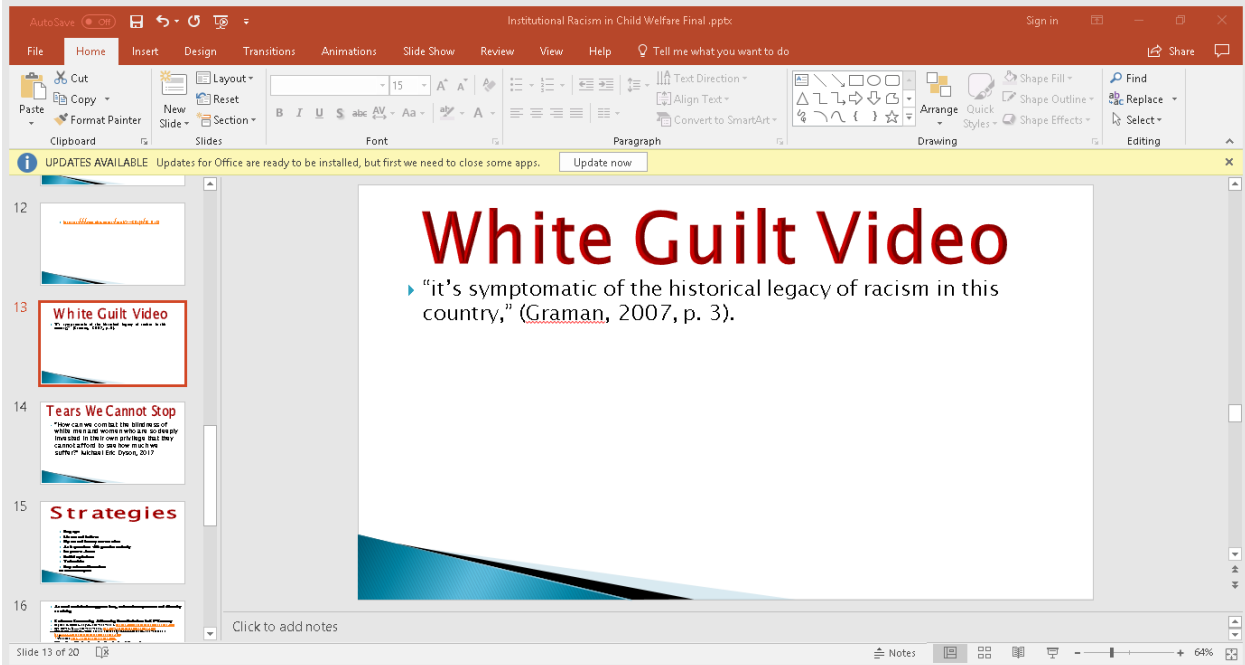 AutoSave Off
Institutional Racism in Child Welfare Final .pptx
Sign in
File Home Insert Design Transitions Animations Slide Show Review View Help Tell me what you want to do
Share
Paste
Cut
Copy
Format Painter
Clipboard
New
Slide
Layout
Reset
Section
Slides
15
B I U S abc AV Aa A
Font
Text Direction
Align Text
Convert to SmartArt
Paragraph
Arrange
Quick
Styles
Shape Fill
Shape Outline
Shape Effects
Drawing
Find
Replace
Select
Editing
UPDATES AVAILABLE Updates for Office are ready to be installed, but first we need to close some apps. Update now
12
13
White Guilt Video
14
Tears We Cannot Stop
"How can we combat the blindness of
white men and women who are so deeply
invested in their own privilege that they
cannot afford to see how much we
suffer?" Michael Eric Dyson, 2017
15
Strategies
16
White Guilt Video
“it’s symptomatic of the historical legacy of racism in this
country,” (Graman, 2007, p. 3).
Click to add notes
Slide 13 of 20
Notes
64%